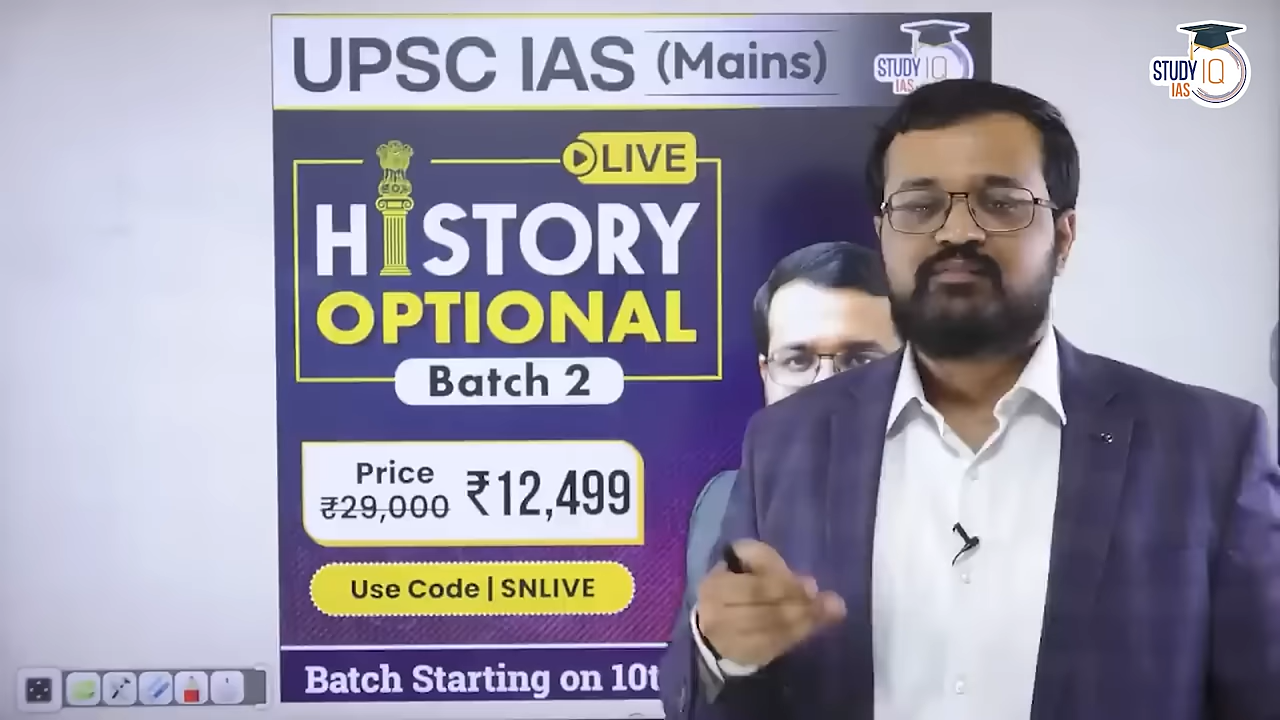 UPSC IAS (Mains)
STUDY IQ
IAS
STUDY IQ
IAS
LIVE
HISTORY
OPTIONAL
Batch 2
Price
₹29,000
₹12,499
Use Code | SNLIVE
Batch Starting on 10t